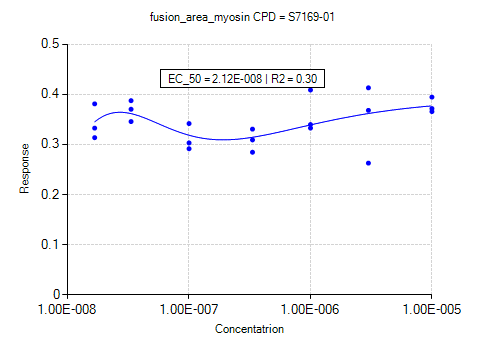 fusion_area_myosin CPD = S7169-01
0.5
EC_50 = 2.12E-008 | R2 = 0.30
0.4
0.3
Response
0.2
0.1
0
1.00E-008 1.00E-007 1.00E-006 1.00E-005
Concentatrion